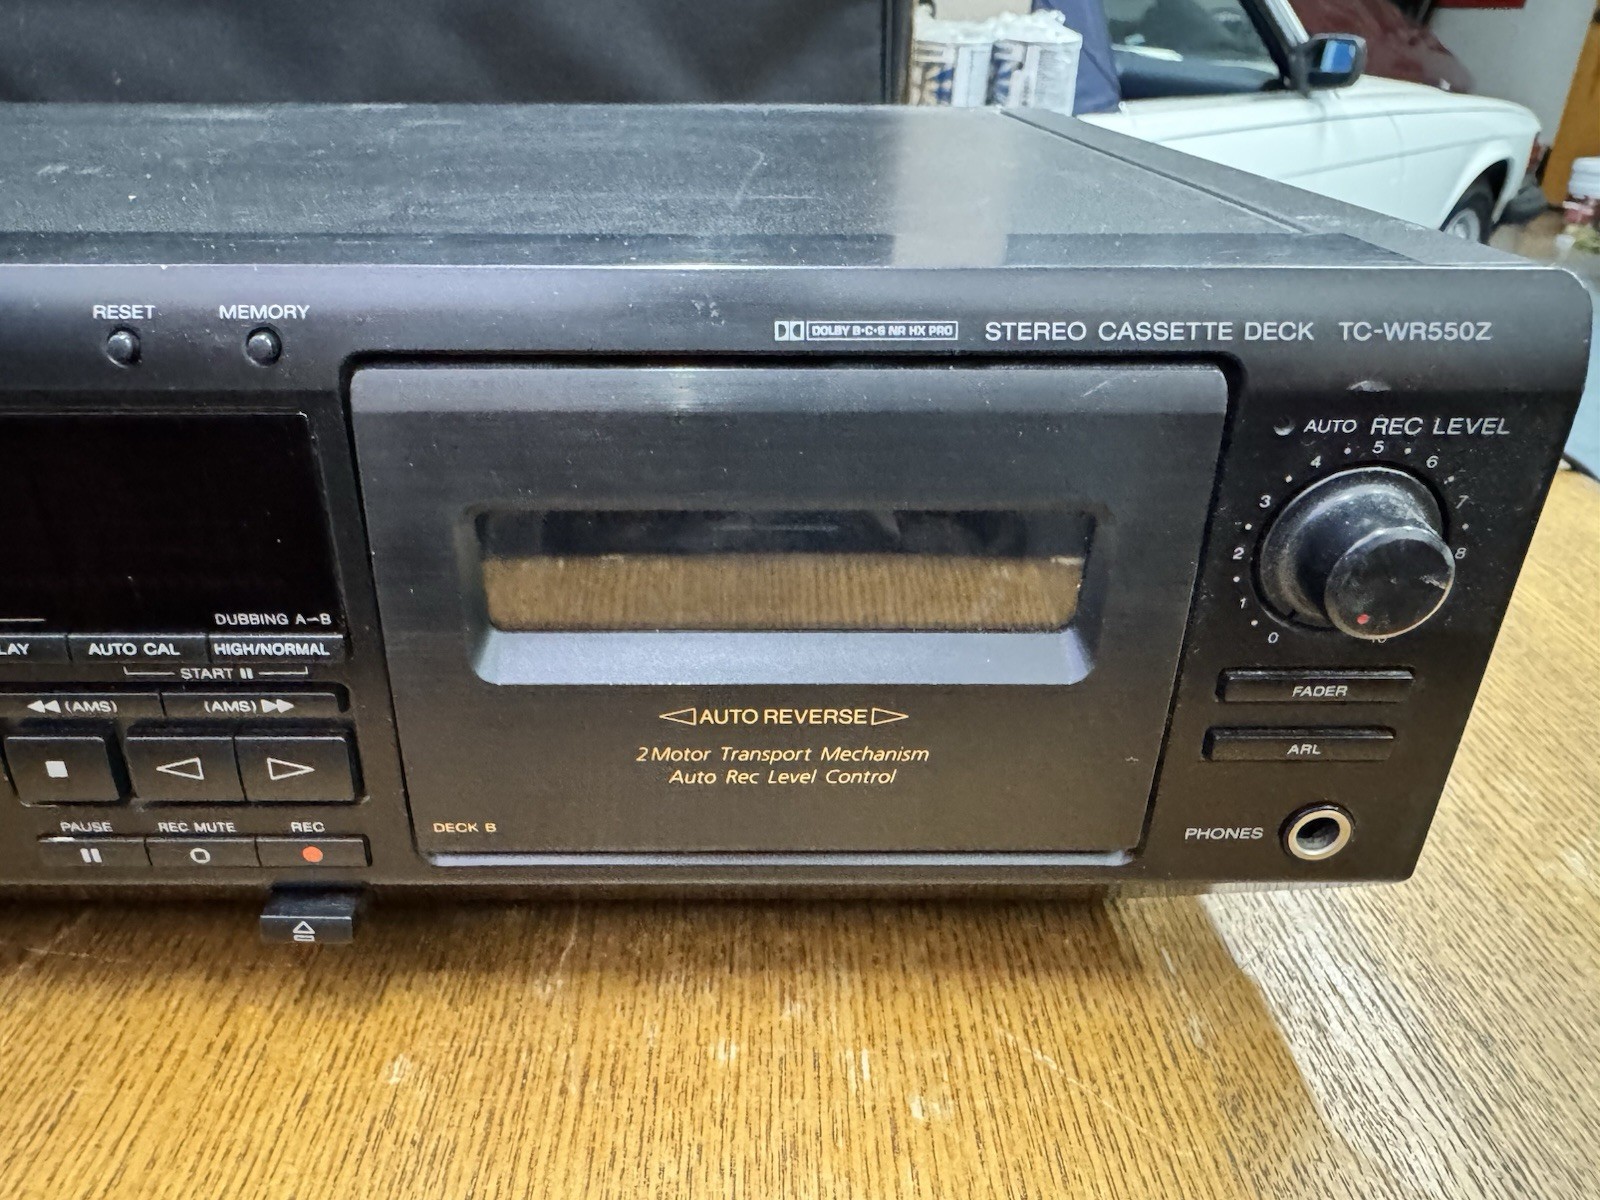 RESET MEMORY
DOLBY B·C·S NR HX PRO STEREO CASSETTE DECK TC-WR550Z
AUTO REC LEVEL
0 1 2 3 4 5 6 7 8 10
DUBBING A→B
LAY AUTO CAL HIGH/NORMAL
START
(AMS) (AMS)
◁ AUTO REVERSE ▷
2 Motor Transport Mechanism
Auto Rec Level Control
FADER
ARL
PAUSE REC MUTE REC
DECK B
PHONES